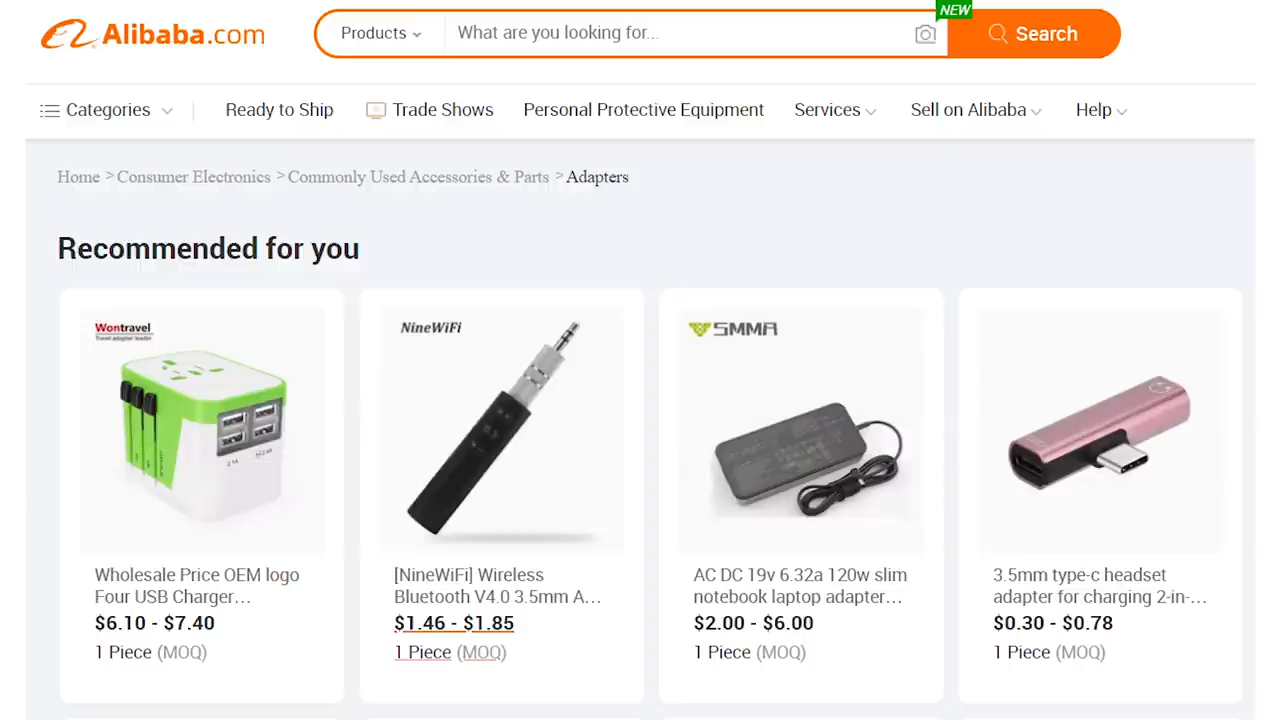 Alibaba.com
Products
What are you looking for...
NEW
Search
Categories
Ready to Ship
Trade Shows
Personal Protective Equipment
Services
Sell on Alibaba
Help
Home > Consumer Electronics > Commonly Used Accessories & Parts > Adapters
Recommended for you
Wontravel
Travel adapter leader
Wholesale Price OEM logo
Four USB Charger...
$6.10 - $7.40
1 Piece (MOQ)
NineWiFi
[NineWiFi] Wireless
Bluetooth V4.0 3.5mm A...
$1.46 - $1.85
1 Piece (MOQ)
SMMA
AC DC 19v 6.32a 120w slim
notebook laptop adapter...
$2.00 - $6.00
1 Piece (MOQ)
3.5mm type-c headset
adapter for charging 2-in-...
$0.30 - $0.78
1 Piece (MOQ)